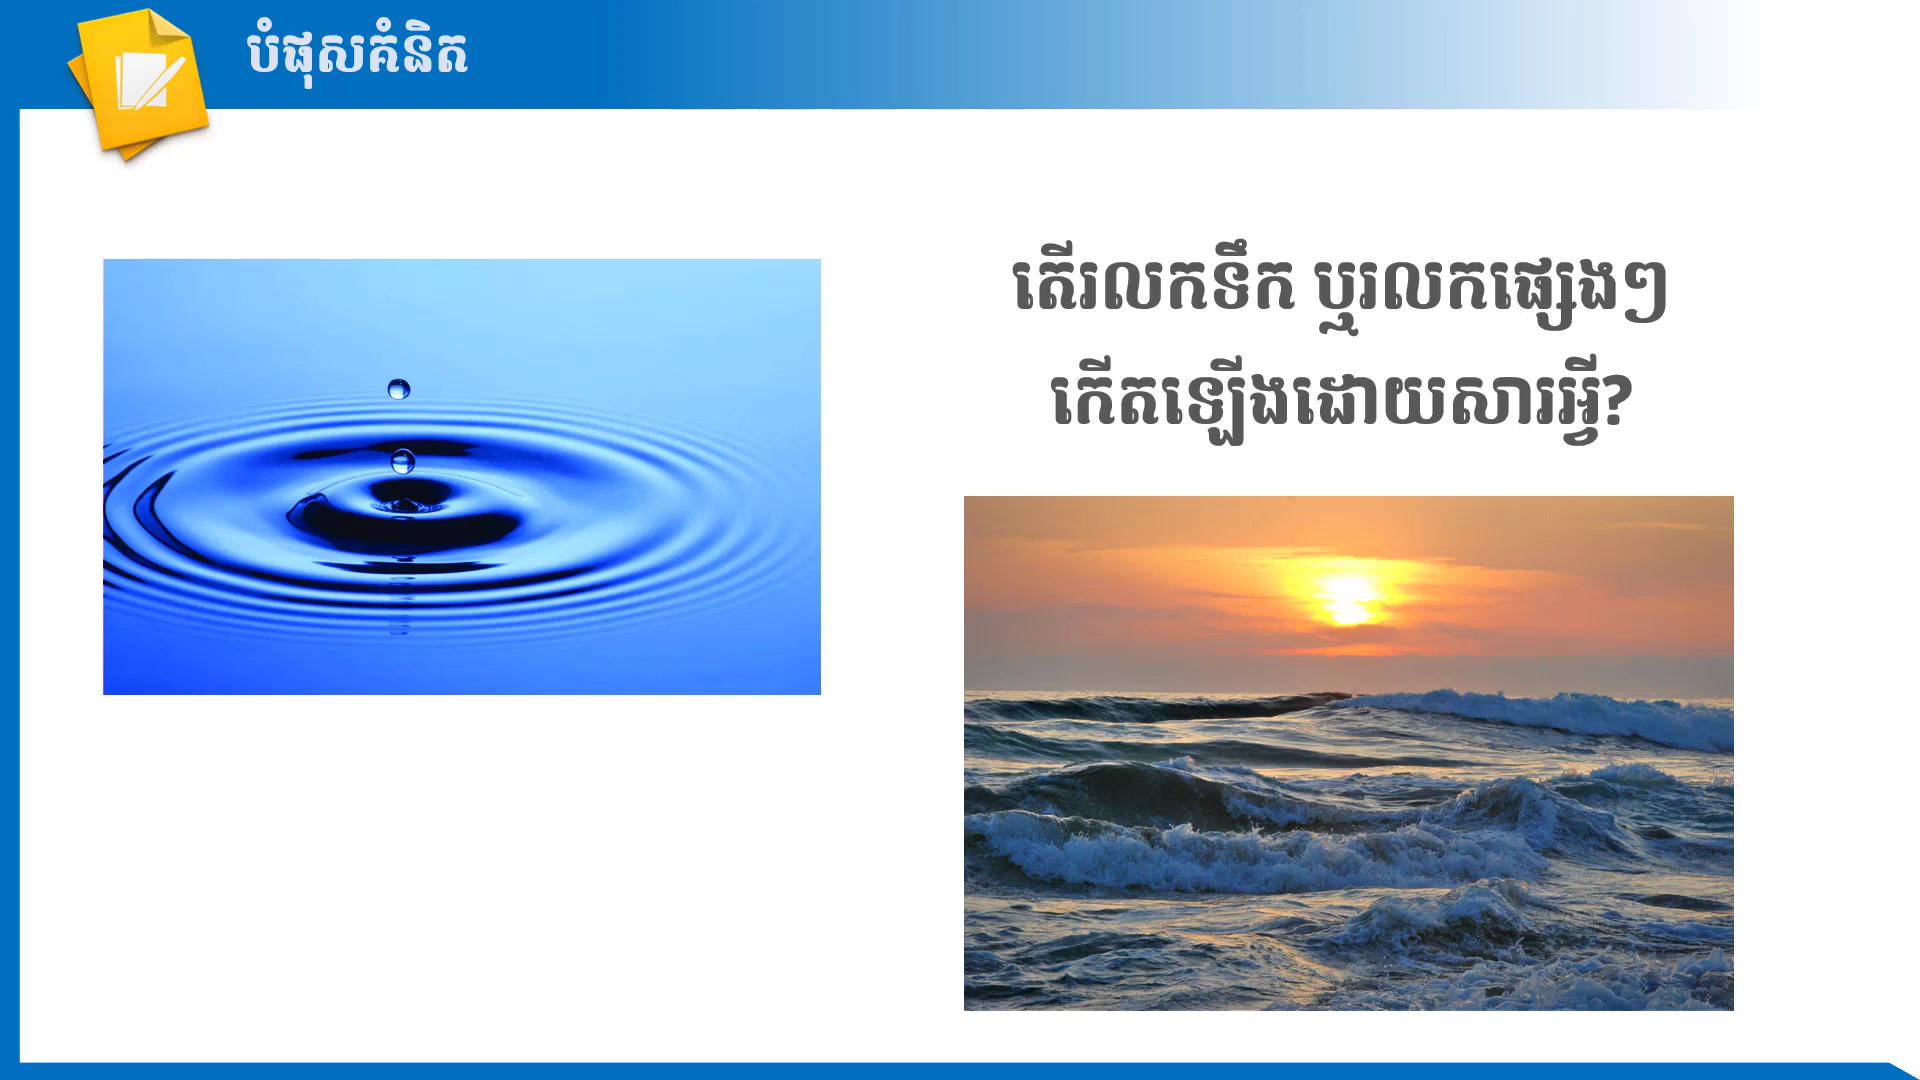 បំផុសគំនិត
តើរលកទឹក ឬរលកផ្សេងៗ
កើតឡើងដោយសារអ្វី?